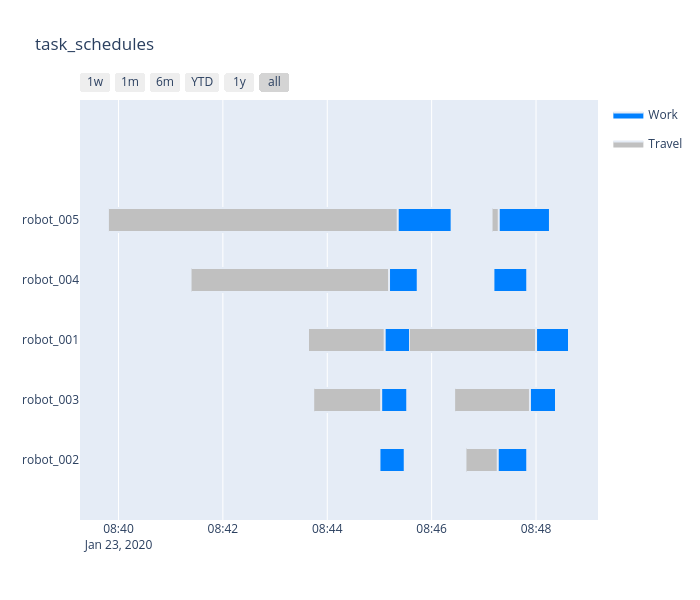 task_schedules
1w 1m 6m YTD 1y all
Work
Travel
robot_005
robot_004
robot_001
robot_003
robot_002
08:40 08:42 08:44 08:46 08:48
Jan 23, 2020